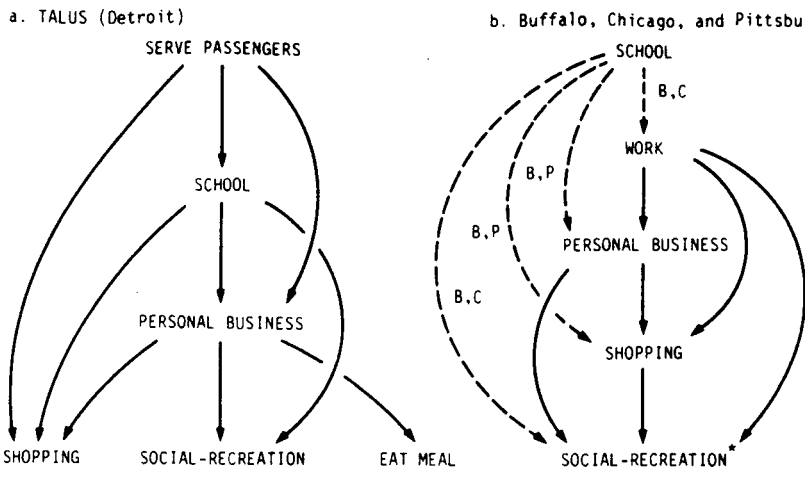 a. TALUS (Detroit)
SERVE PASSENGERS
SCHOOL
PERSONAL BUSINESS
SHOPPING
SOCIAL-RECREATION
EAT MEAL
b. Buffalo, Chicago, and Pittsbu
SCHOOL
B,C
WORK
B,P
PERSONAL BUSINESS
B,P
B,C
SHOPPING
SOCIAL-RECREATION*